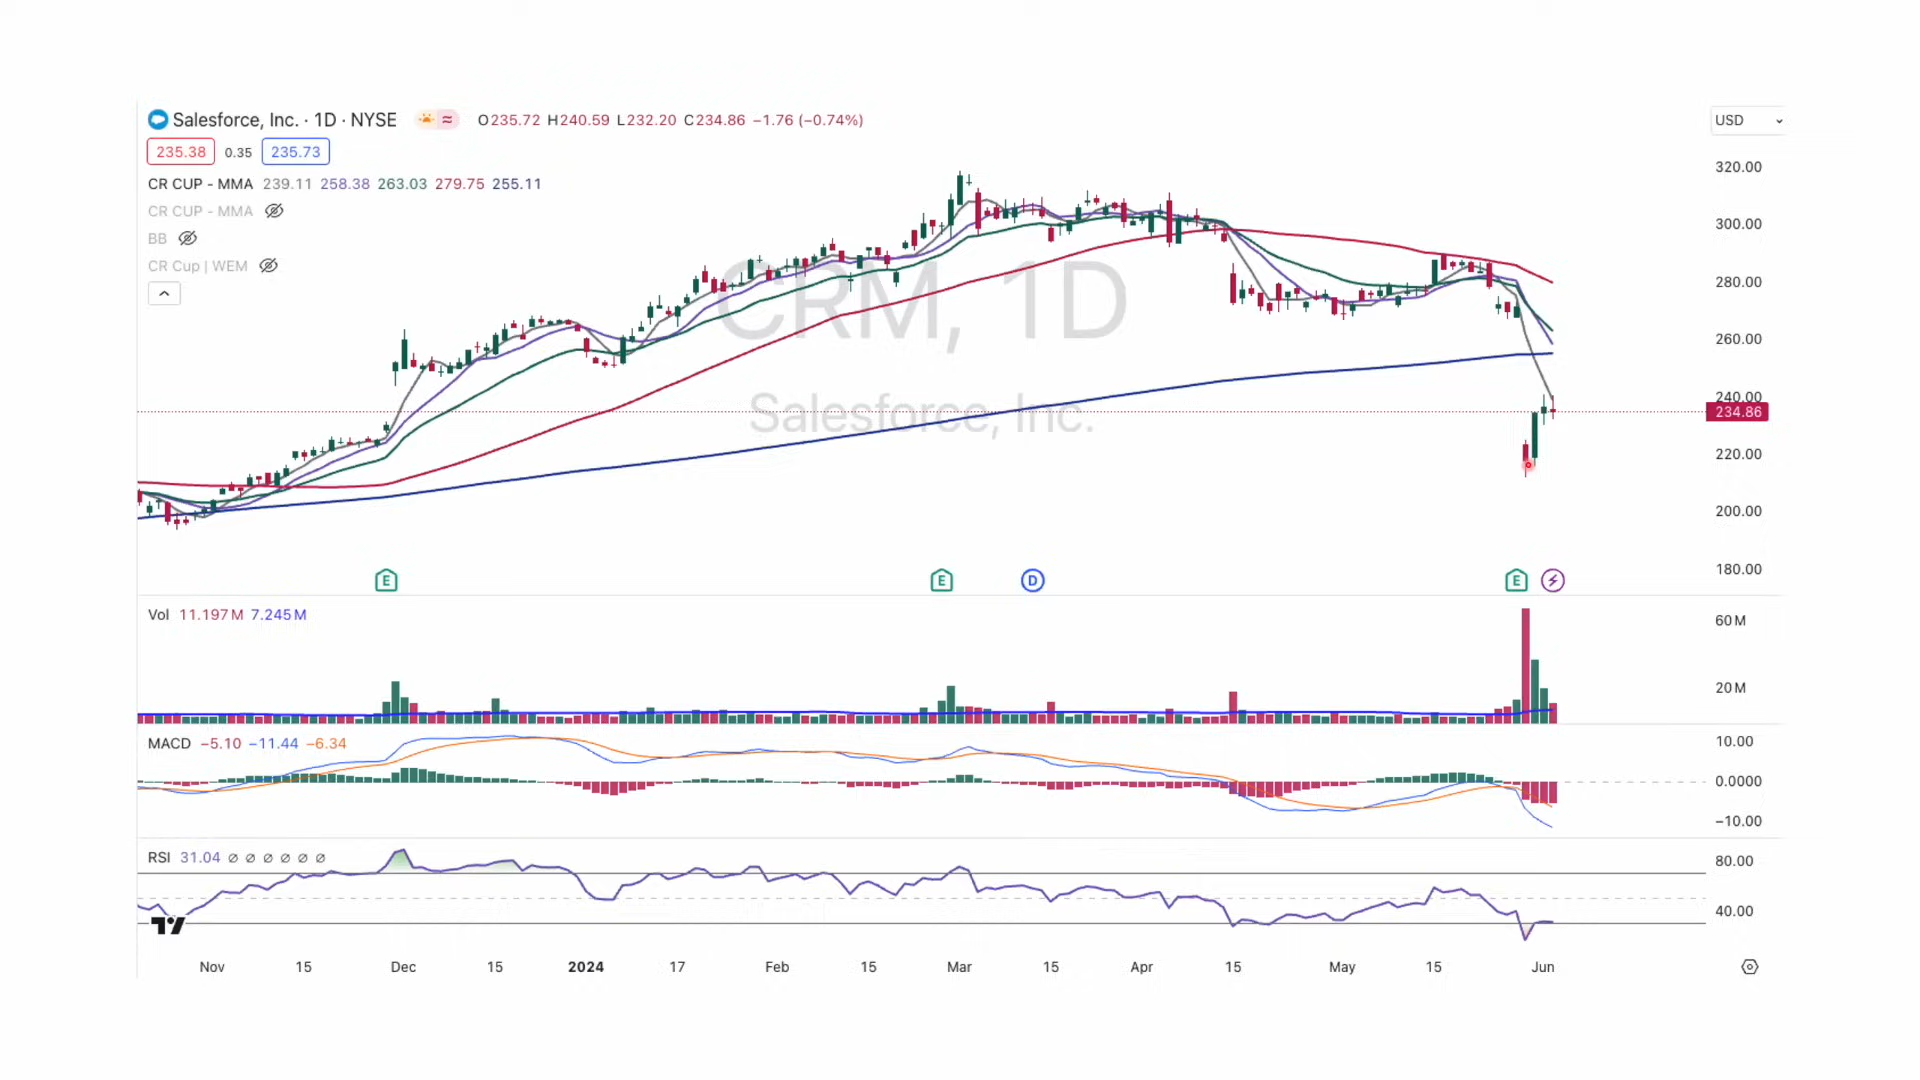 Salesforce, Inc. · 1D · NYSE O235.72 H240.59 L232.20 C234.86 −1.76 (−0.74%) USD
235.38 0.35 235.73
CR CUP - MMA 239.11 258.38 263.03 279.75 255.11
CR CUP - MMA
BB
CR Cup | WEM
CRM, 1D
Salesforce, Inc.
320.00
300.00
280.00
260.00
240.00
234.86
220.00
200.00
180.00
E E D E
Vol 11.197 M 7.245 M
60 M
20 M
MACD −5.10 −11.44 −6.34
10.00
0.0000
−10.00
RSI 31.04 ∅ ∅ ∅ ∅ ∅ ∅
80.00
40.00
Nov 15 Dec 15 2024 17 Feb 15 Mar 15 Apr 15 May 15 Jun